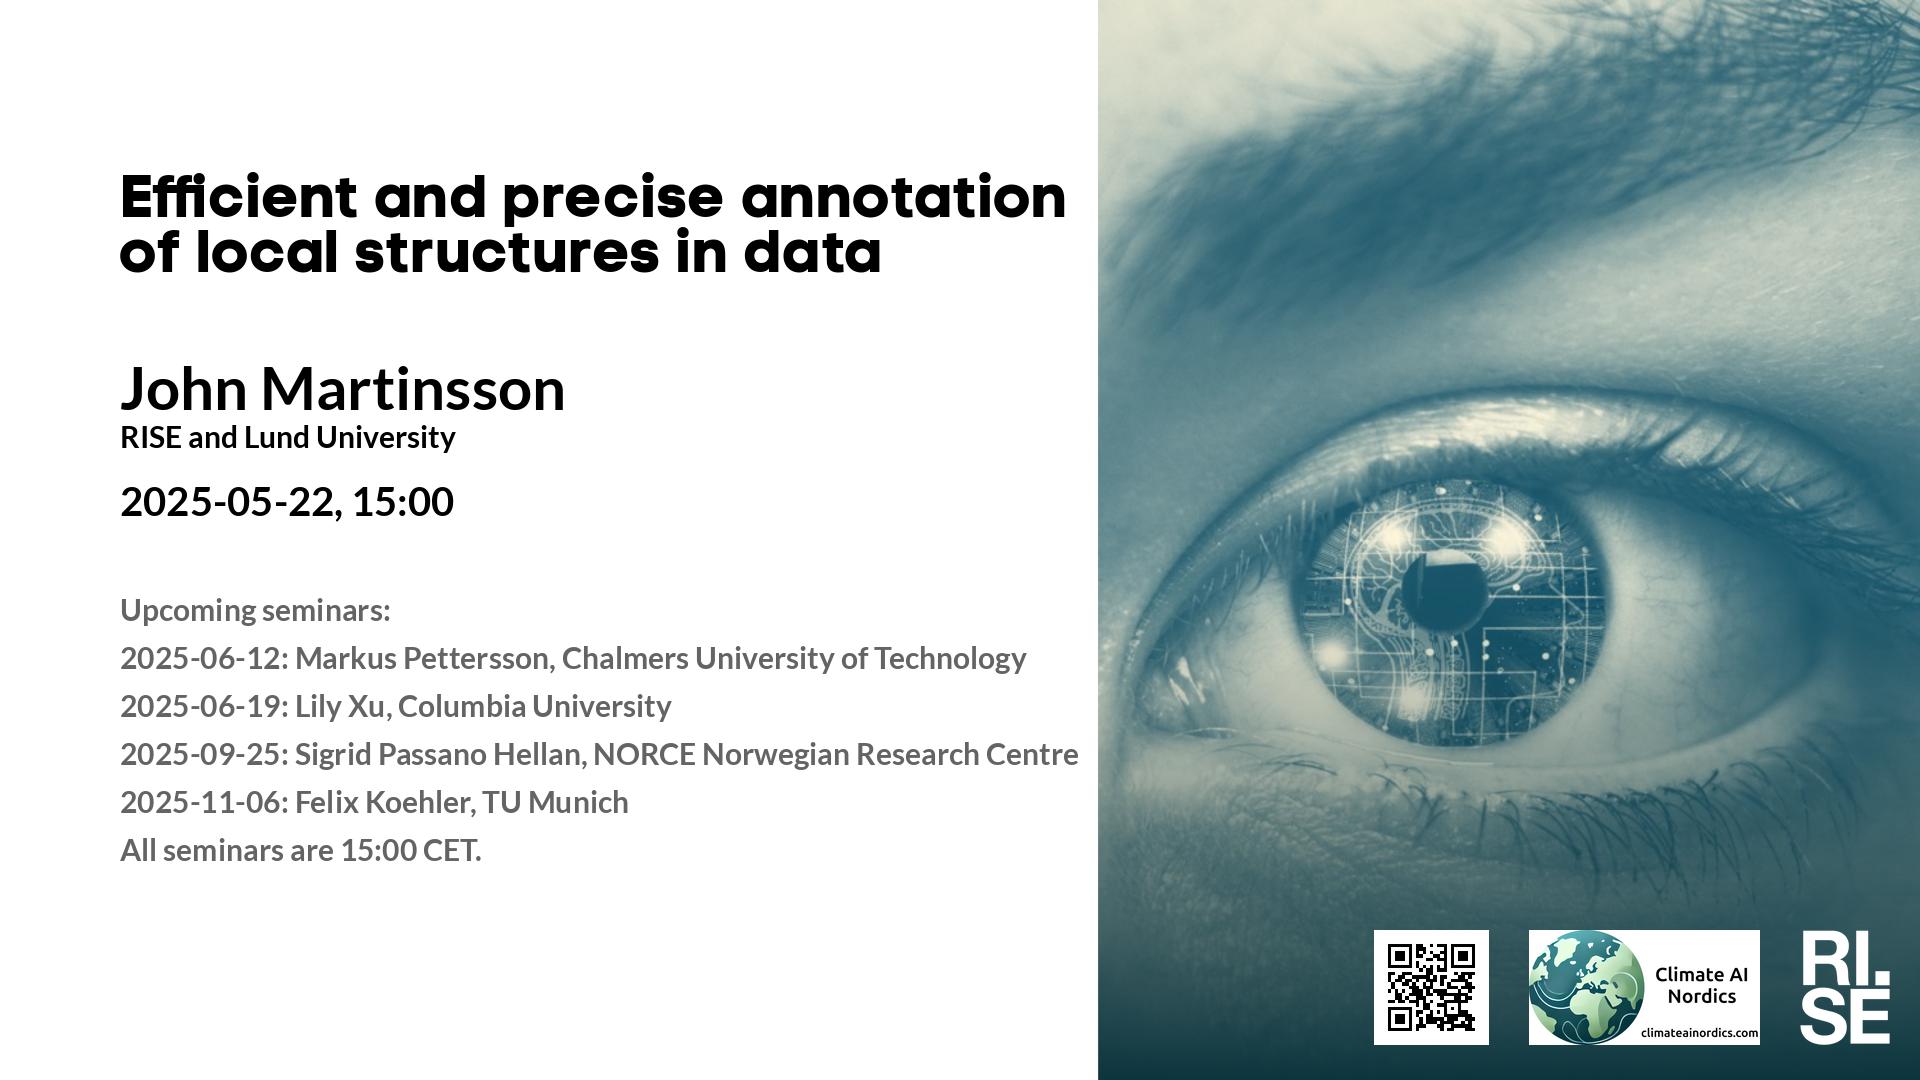 Efficient and precise annotation
of local structures in data
John Martinsson
RISE and Lund University
2025-05-22, 15:00
Upcoming seminars:
2025-06-12: Markus Pettersson, Chalmers University of Technology
2025-06-19: Lily Xu, Columbia University
2025-09-25: Sigrid Passano Hellan, NORCE Norwegian Research Centre
2025-11-06: Felix Koehler, TU Munich
All seminars are 15:00 CET.
Climate AI
Nordics
climateainordics.com
RI.
SE